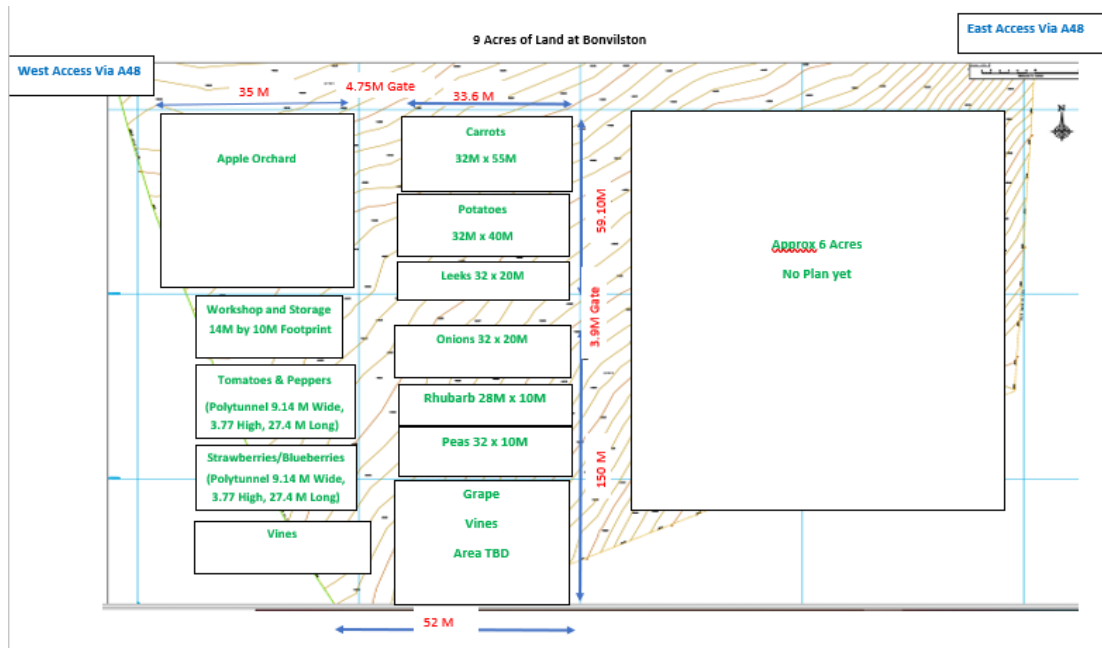 9 Acres of Land at Bonvilston
East Access Via A48
West Access Via A48
35 M
4.75M Gate
33.6 M
N
Apple Orchard
Carrots
32M x 55M
Potatoes
32M x 40M
Leeks 32 x 20M
59.10M
3.9M Gate
150 M
Approx 6 Acres
No Plan yet
Workshop and Storage
14M by 10M Footprint
Tomatoes & Peppers
(Polytunnel 9.14 M Wide,
3.77 High, 27.4 M Long)
Strawberries/Blueberries
(Polytunnel 9.14 M Wide,
3.77 High, 27.4 M Long)
Vines
Onions 32 x 20M
Rhubarb 28M x 10M
Peas 32 x 10M
Grape
Vines
Area TBD
52 M